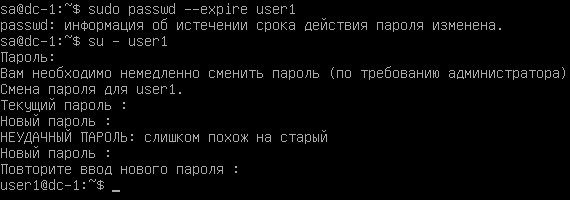 sa@dc-1:~$ sudo passwd --expire user1
passwd: информация об истечении срока действия пароля изменена.
sa@dc-1:~$ su - user1
Пароль:
Вам необходимо немедленно сменить пароль (по требованию администратора)
Смена пароля для user1.
Текущий пароль :
Новый пароль :
НЕУДАЧНЫЙ ПАРОЛЬ: слишком похож на старый
Новый пароль :
Повторите ввод нового пароля :
user1@dc-1:~$ _